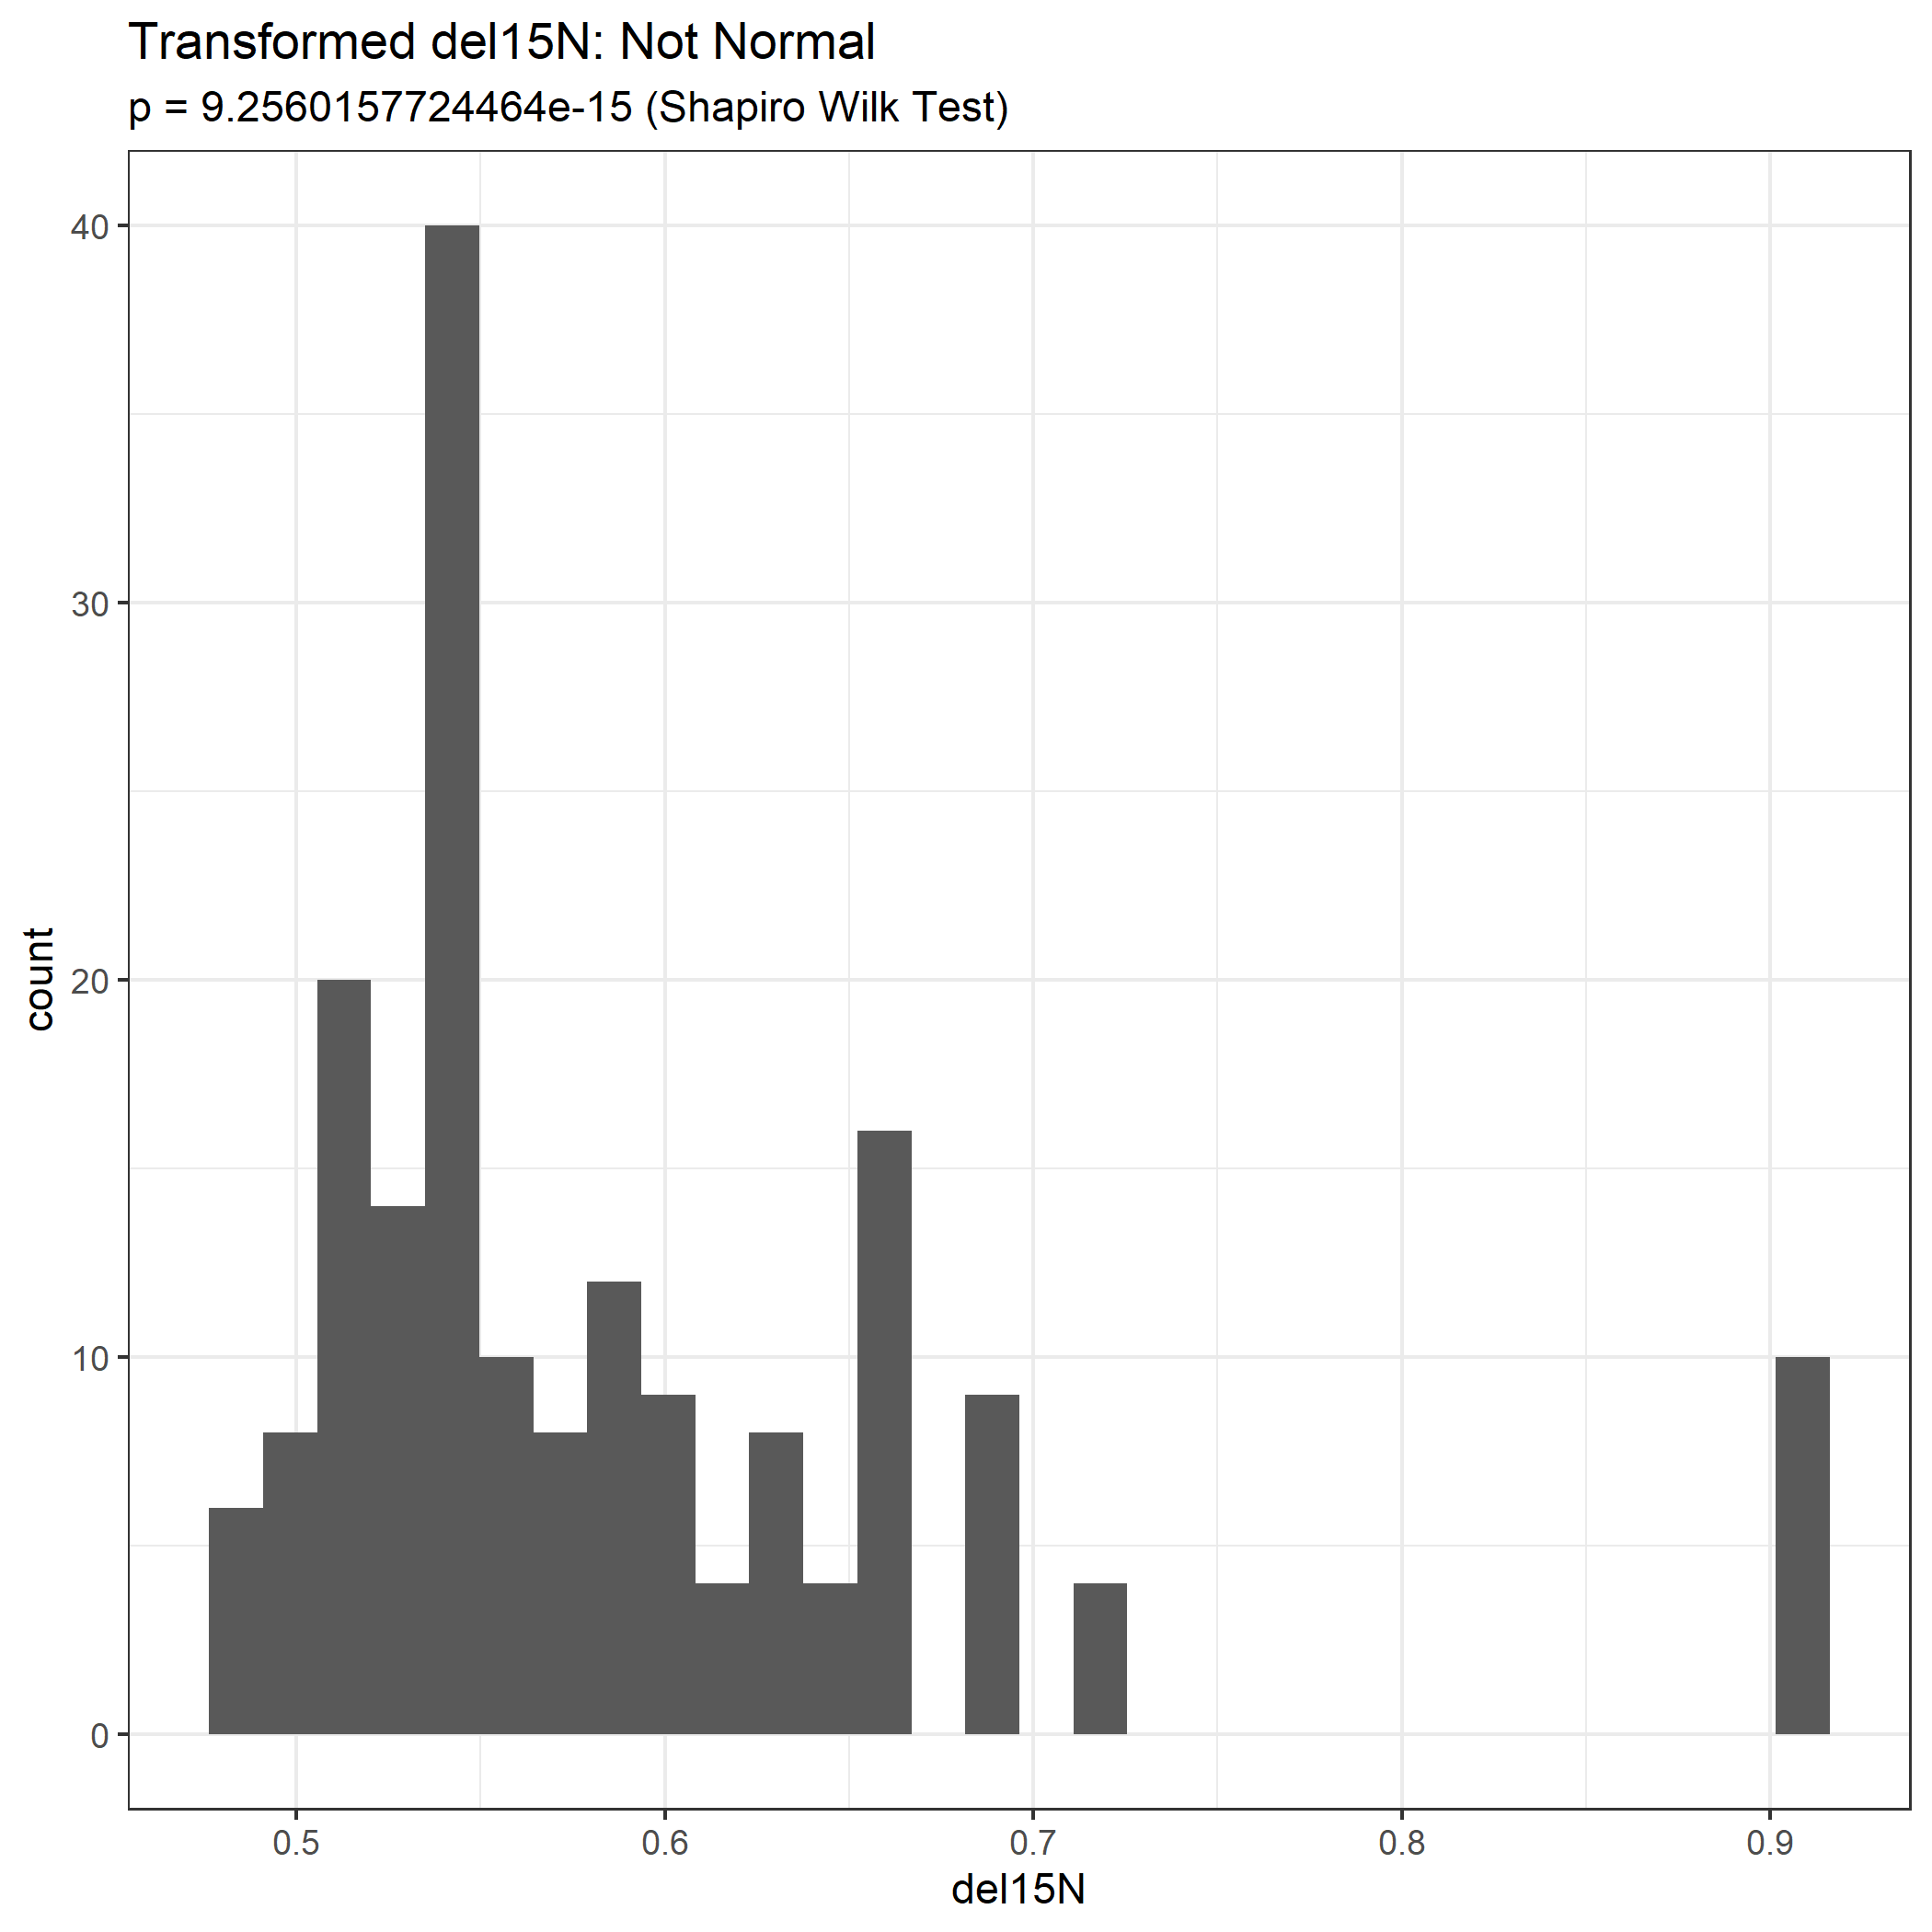 Transformed del15N: Not Normal
p = 9.2560157724464e-15 (Shapiro Wilk Test)
40
30
20
10
0
count
0.5 0.6 0.7 0.8 0.9
del15N